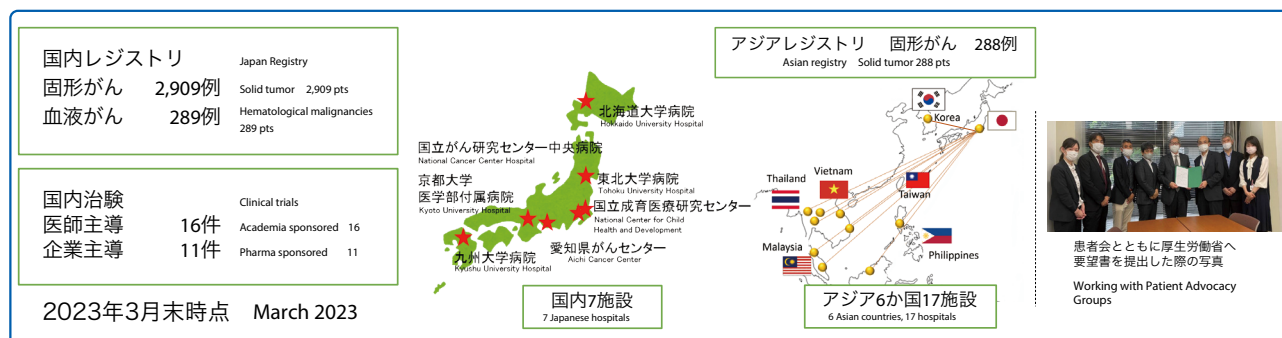 国内レジストリ Japan Registry
固形がん 2,909例 Solid tumor 2,909 pts
血液がん 289例 Hematological malignancies
289 pts
国内治験 Clinical trials
医師主導 16件 Academia sponsored 16
企業主導 11件 Pharma sponsored 11
2023年3月末時点 March 2023
北海道大学病院
Hokkaido University Hospital
国立がん研究センター中央病院
National Cancer Center Hospital
京都大学
医学部付属病院
Kyoto University Hospital
東北大学病院
Tohoku University Hospital
国立成育医療研究センター
National Center for Child
Health and Development
九州大学病院
Kyushu University Hospital
愛知県がんセンター
Aichi Cancer Center
国内7施設
7 Japanese hospitals
アジアレジストリ 固形がん 288例
Asian registry Solid tumor 288 pts
Korea
Vietnam
Thailand
Taiwan
Malaysia
Philippines
アジア6か国17施設
6 Asian countries, 17 hospitals
患者会とともに厚生労働省へ
要望書を提出した際の写真
Working with Patient Advocacy
Groups